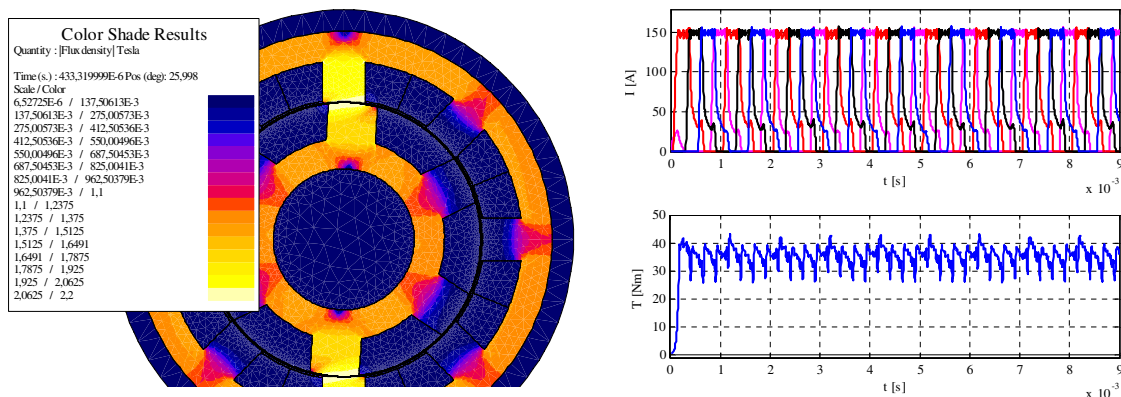 Color Shade Results
Quantity : |Flux density| Tesla
Time (s.) : 433,319999E-6 Pos (deg): 25,998
Scale / Color
6,52725E-6 / 137,50613E-3
137,50613E-3 / 275,00573E-3
275,00573E-3 / 412,50536E-3
412,50536E-3 / 550,00496E-3
550,00496E-3 / 687,50453E-3
687,50453E-3 / 825,0041E-3
825,0041E-3 / 962,50379E-3
962,50379E-3 / 1,1
1,1 / 1,2375
1,2375 / 1,375
1,375 / 1,5125
1,5125 / 1,6491
1,6491 / 1,7875
1,7875 / 1,925
1,925 / 2,0625
2,0625 / 2,2
I [A]
150
100
50
0
0 1 2 3 4 5 6 7 8 9
t [s]
x 10⁻³
T [Nm]
50
40
30
20
10
0
0 1 2 3 4 5 6 7 8 9
t [s]
x 10⁻³